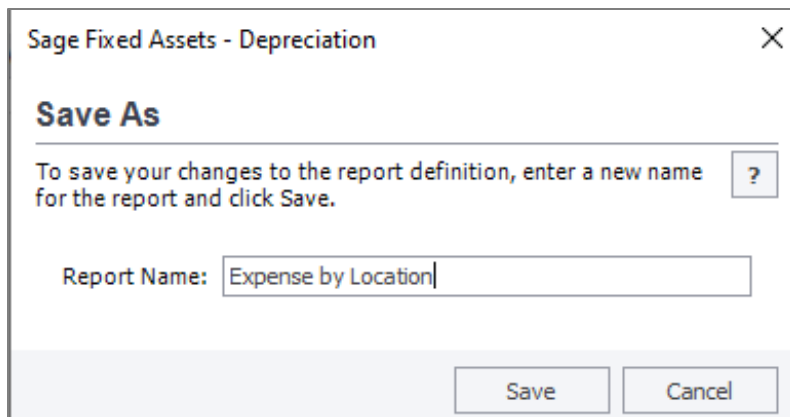 Sage Fixed Assets - Depreciation
Save As
To save your changes to the report definition, enter a new name
for the report and click Save.
?
Report Name: Expense by Location
Save Cancel